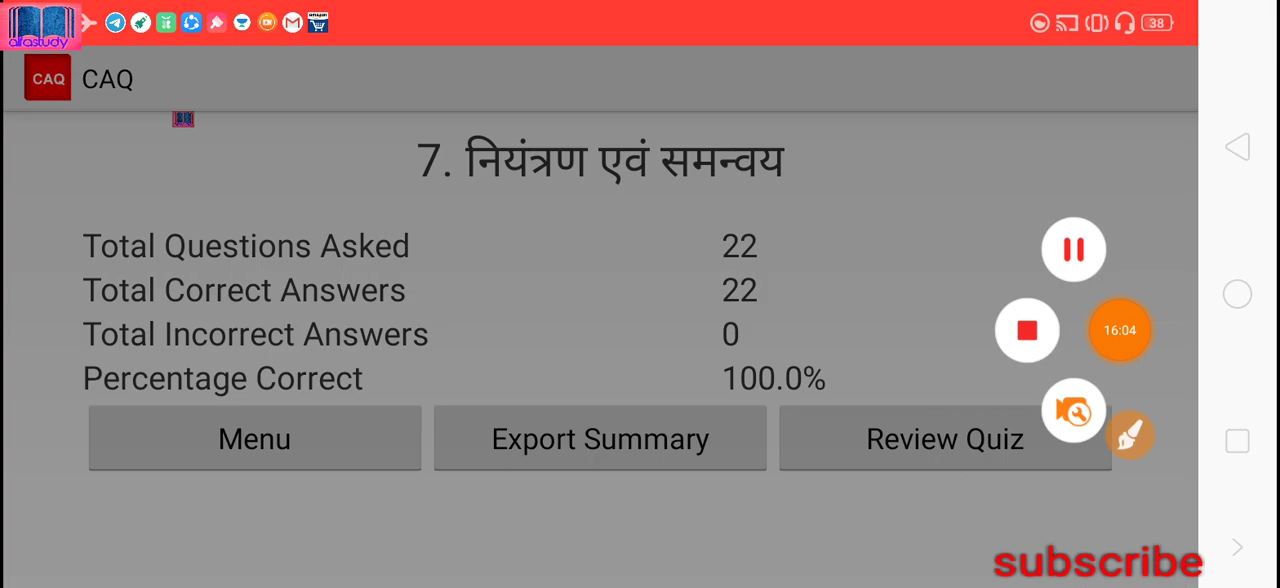 alfastudy
38
CAQ CAQ
7. नियंत्रण एवं समन्वय
Total Questions Asked 22
Total Correct Answers 22
Total Incorrect Answers 0
Percentage Correct 100.0%
16:04
Menu Export Summary Review Quiz
subscribe